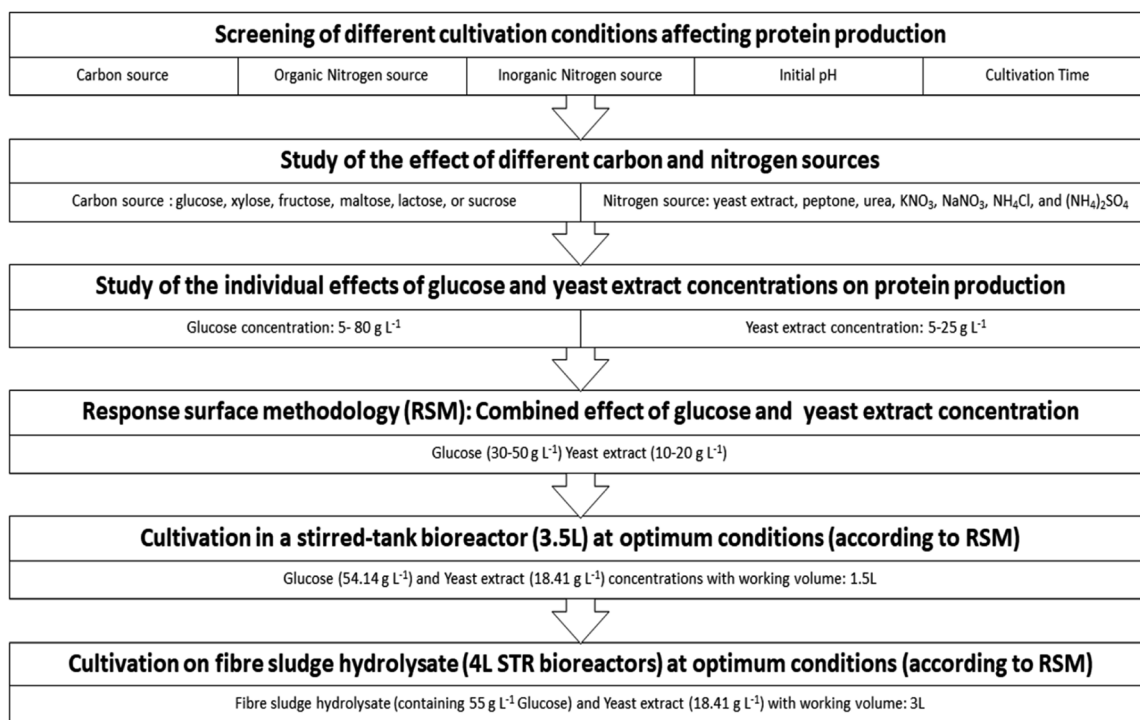 Screening of different cultivation conditions affecting protein production
Carbon source
Organic Nitrogen source
Inorganic Nitrogen source
Initial pH
Cultivation Time
Study of the effect of different carbon and nitrogen sources
Carbon source : glucose, xylose, fructose, maltose, lactose, or sucrose
Nitrogen source: yeast extract, peptone, urea, KNO₃, NaNO₃, NH₄Cl, and (NH₄)₂SO₄
Study of the individual effects of glucose and yeast extract concentrations on protein production
Glucose concentration: 5- 80 g L⁻¹
Yeast extract concentration: 5-25 g L⁻¹
Response surface methodology (RSM): Combined effect of glucose and yeast extract concentration
Glucose (30-50 g L⁻¹) Yeast extract (10-20 g L⁻¹)
Cultivation in a stirred-tank bioreactor (3.5L) at optimum conditions (according to RSM)
Glucose (54.14 g L⁻¹) and Yeast extract (18.41 g L⁻¹) concentrations with working volume: 1.5L
Cultivation on fibre sludge hydrolysate (4L STR bioreactors) at optimum conditions (according to RSM)
Fibre sludge hydrolysate (containing 55 g L⁻¹ Glucose) and Yeast extract (18.41 g L⁻¹) with working volume: 3L